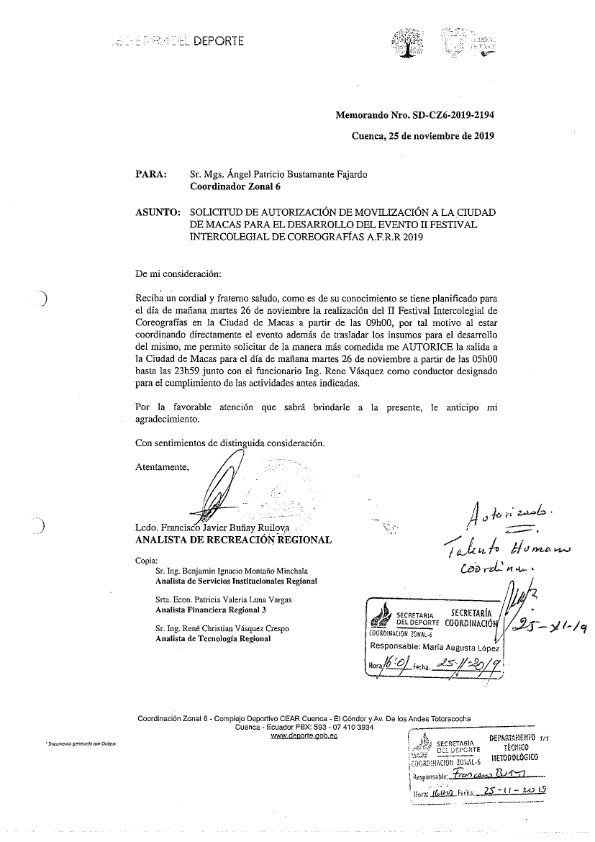 DEL DEPORTE
Memorando Nro. SD-CZ6-2019-2194
Cuenca, 25 de noviembre de 2019
PARA: Sr. Mgs. Ángel Patricio Bustamante Fajardo
Coordinador Zonal 6
ASUNTO: SOLICITUD DE AUTORIZACIÓN DE MOVILIZACIÓN A LA CIUDAD
DE MACAS PARA EL DESARROLLO DEL EVENTO II FESTIVAL
INTERCOLEGIAL DE COREOGRAFÍAS A.F.R.R 2019
De mi consideración:
Reciba un cordial y fraterno saludo, como es de su conocimiento se tiene planificado para
el día de mañana martes 26 de noviembre la realización del II Festival Intercolegial de
Coreografías en la Ciudad de Macas a partir de las 09h00, por tal motivo al estar
coordinando directamente el evento además de trasladar los insumos para el desarrollo
del mismo, me permito solicitar de la manera más comedida me AUTORICE la salida a
la Ciudad de Macas para el día de mañana martes 26 de noviembre a partir de las 05h00
hasta las 23h59 junto con el funcionario Ing. Rene Vásquez como conductor designado
para el cumplimiento de las actividades antes indicadas.
Por la favorable atención que sabrá brindarle a la presente, le anticipo mi
agradecimiento.
Con sentimientos de distinguida consideración.
Atentamente,
Lcdo. Francisco Javier Buñay Ruilova
ANALISTA DE RECREACIÓN REGIONAL
Autorizado.
Talento Humano
Coordinar.
25-XI-19
Copia:
Sr. Ing. Benjamin Ignacio Montaño Minchala
Analista de Servicios Institucionales Regional
Srta. Econ. Patricia Valeria Luna Vargas
Analista Financiera Regional 3
Sr. Ing. René Christian Vásquez Crespo
Analista de Tecnología Regional
SECRETARIA DEL DEPORTE
SECRETARÍA COORDINACIÓN
COORDINACIÓN ZONAL-6
Responsable: María Augusta López
Hora 16:01 Fecha 25-11-2019
Coordinación Zonal 6 - Complejo Deportivo CEAR Cuenca - El Cóndor y Av. De los Andes Totoracocha
Cuenca - Ecuador PBX: 593 - 07 410 3934
www.deporte.gob.ec
* Documento generado por Quipux
1/1
SECRETARIA DEL DEPORTE
DEPARTAMENTO TÉCNICO METODOLÓGICO
COORDINACIÓN ZONAL-6
Responsable:
Hora: Fecha: 25-11-2019